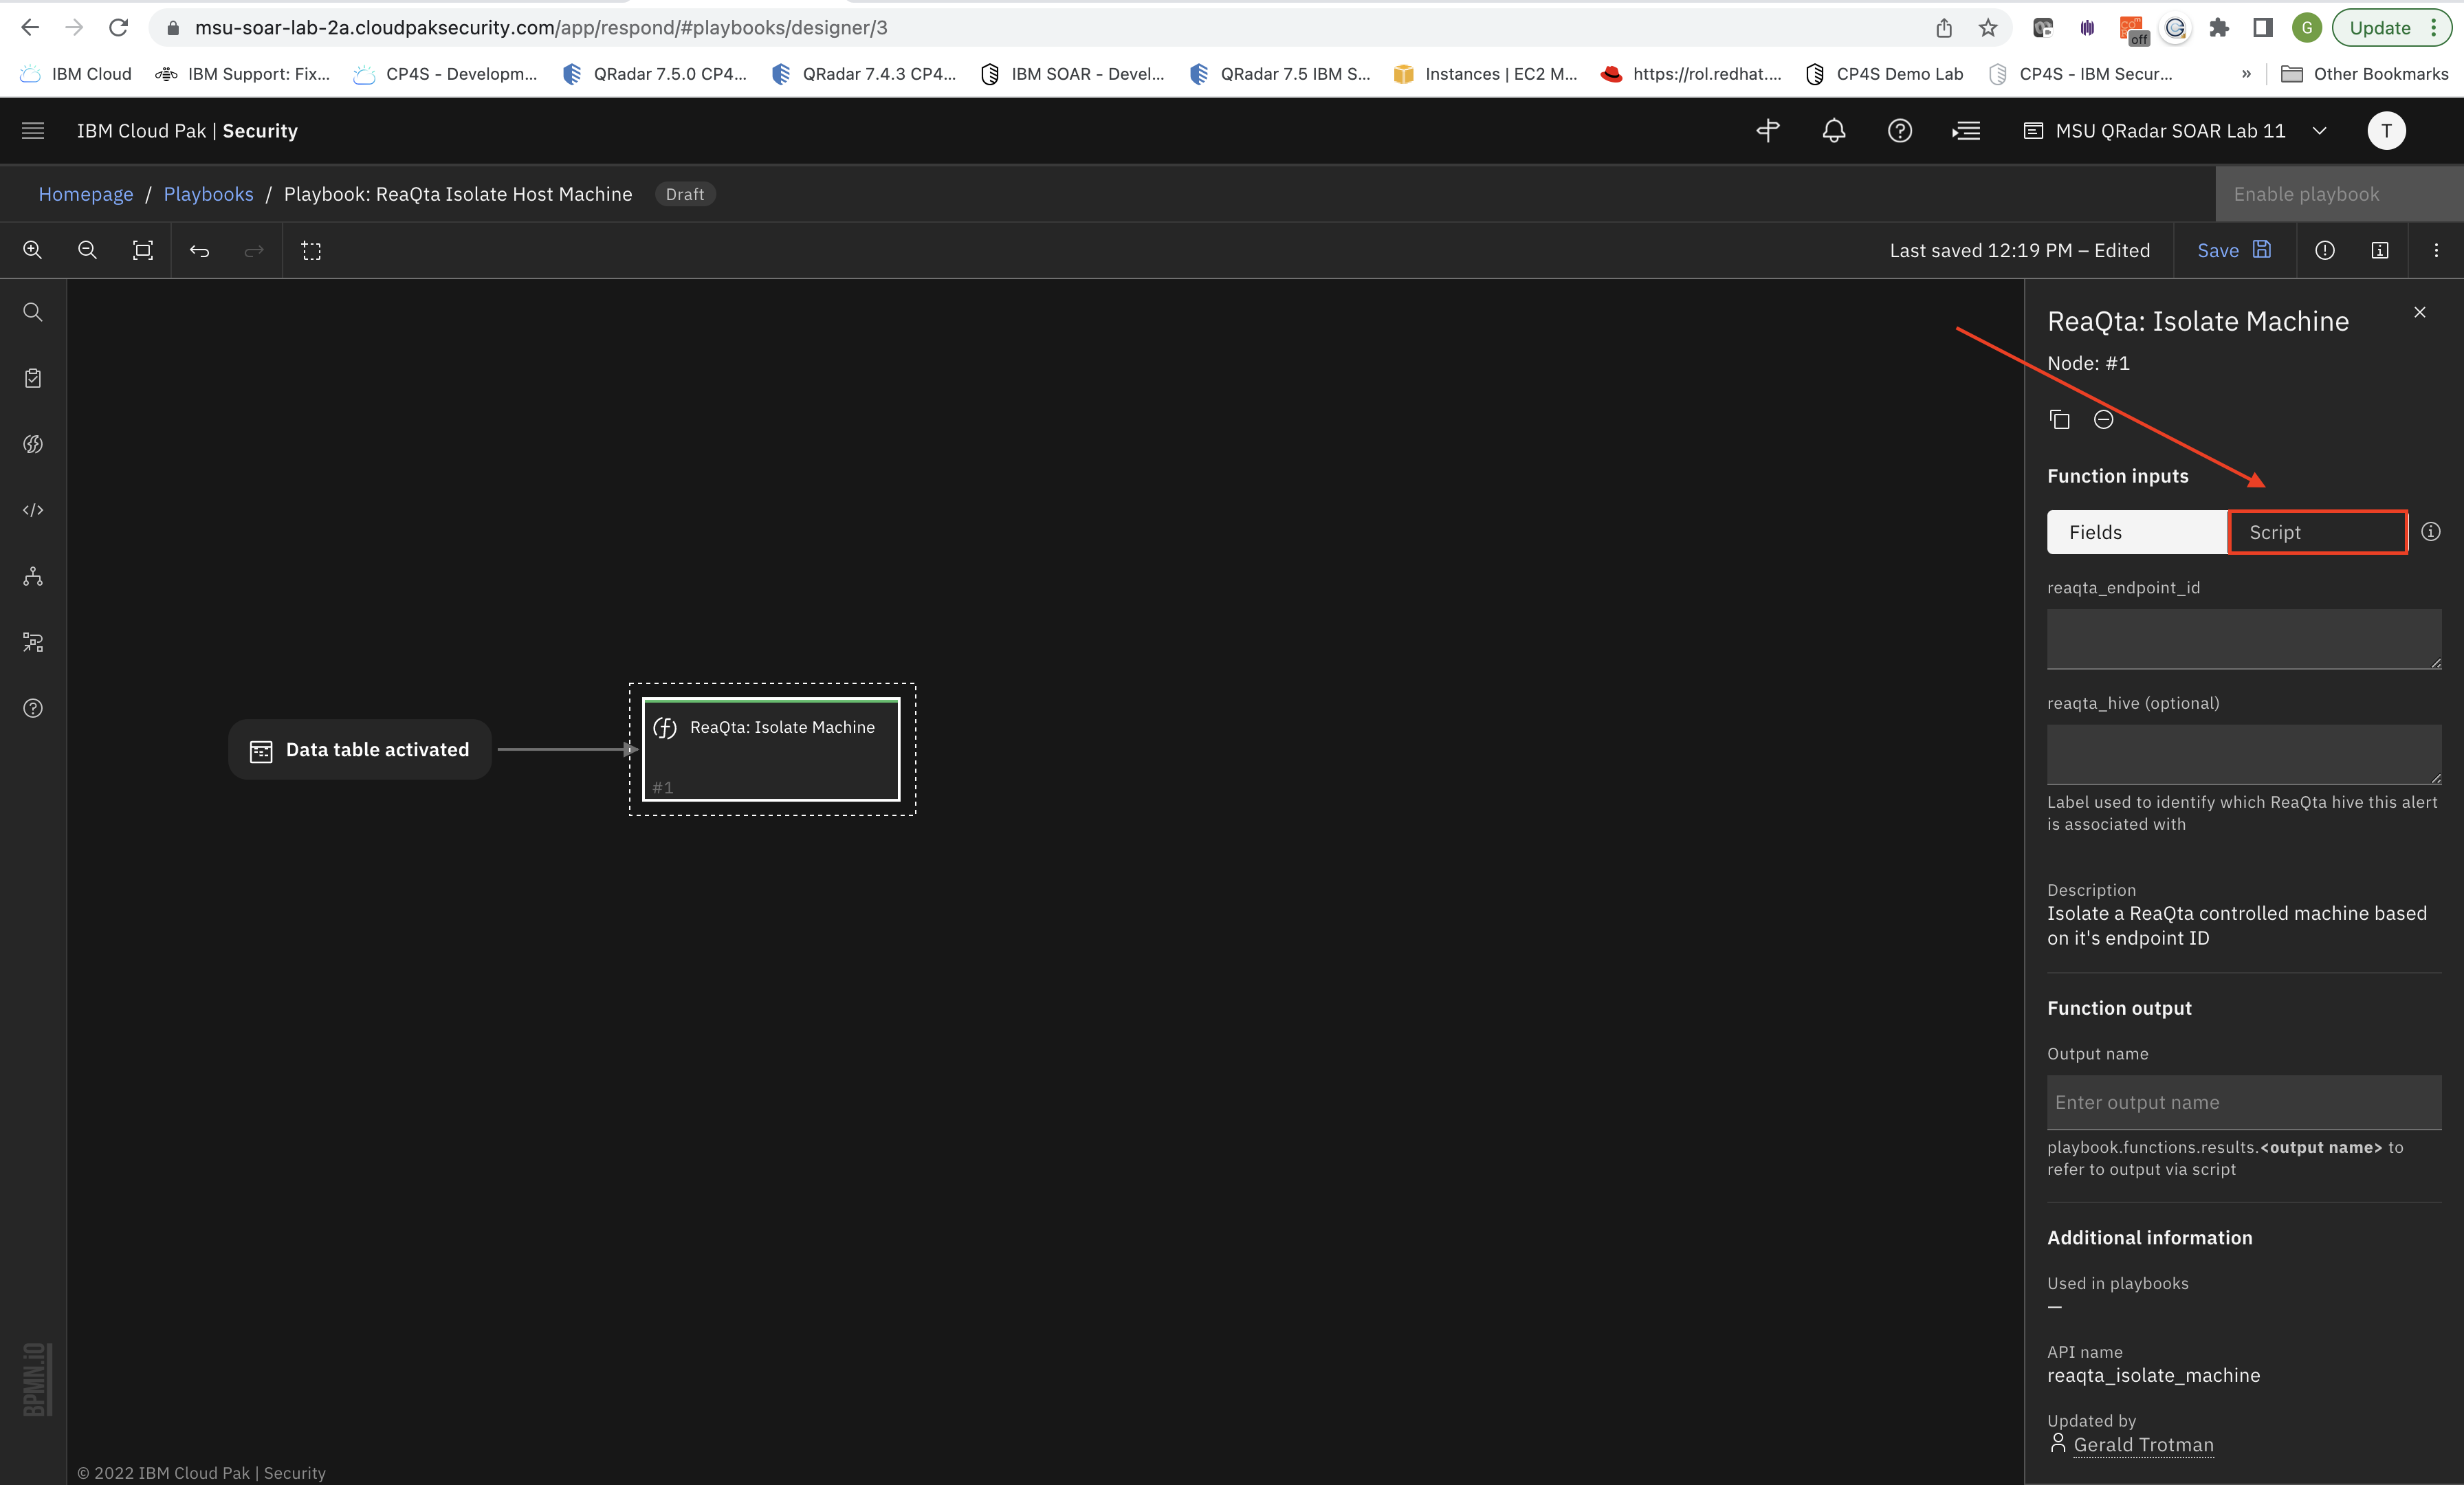 msu-soar-lab-2a.cloudpaksecurity.com/app/respond/#playbooks/designer/3
off
G
Update
IBM Cloud
IBM Support: Fix...
CP4S - Developm...
QRadar 7.5.0 CP4...
QRadar 7.4.3 CP4...
IBM SOAR - Devel...
QRadar 7.5 IBM S...
Instances | EC2 M...
https://rol.redhat....
CP4S Demo Lab
CP4S - IBM Secur...
»
Other Bookmarks
IBM Cloud Pak | Security
MSU QRadar SOAR Lab 11
T
Homepage / Playbooks / Playbook: ReaQta Isolate Host Machine
Draft
Enable playbook
Last saved 12:19 PM – Edited
Save
Data table activated
ReaQta: Isolate Machine
#1
ReaQta: Isolate Machine
Node: #1
Function inputs
Fields
Script
reaqta_endpoint_id
reaqta_hive (optional)
Label used to identify which ReaQta hive this alert
is associated with
Description
Isolate a ReaQta controlled machine based
on it's endpoint ID
Function output
Output name
Enter output name
playbook.functions.results.<output name> to
refer to output via script
Additional information
Used in playbooks
—
API name
reaqta_isolate_machine
Updated by
Gerald Trotman
BPMN.iO
© 2022 IBM Cloud Pak | Security